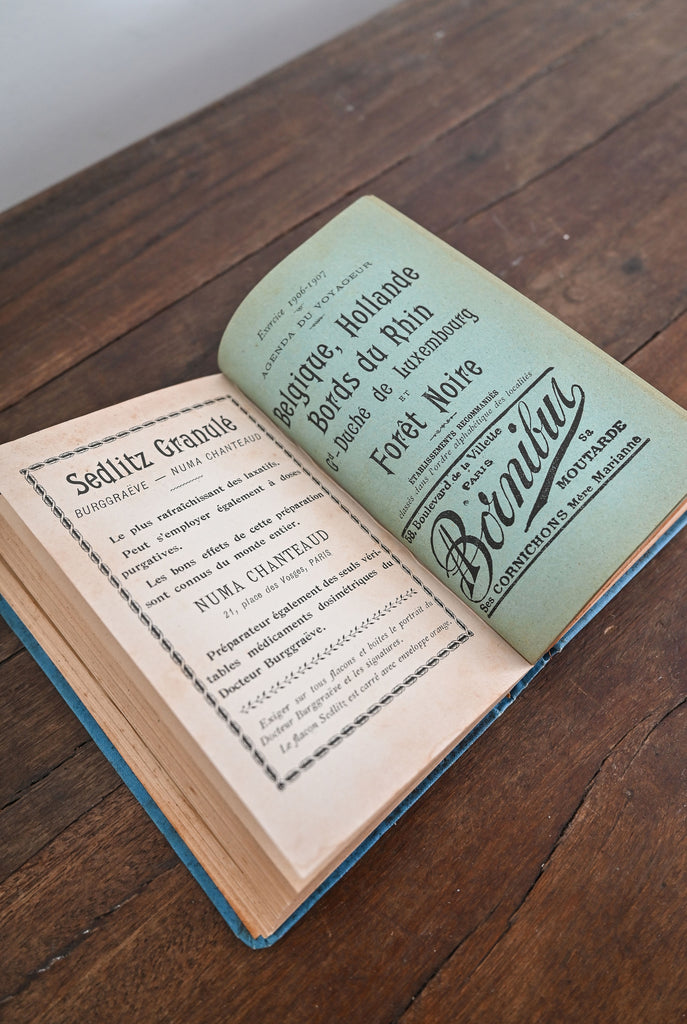 Sedlitz Granulé
BURGGRAËVE — NUMA CHANTEAUD
Le plus rafraîchissant des laxatifs.
Peut s'employer également à doses
purgatives.
Les bons effets de cette préparation
sont connus du monde entier.
NUMA CHANTEAUD
21, place des Vosges, PARIS
Préparateur également des seuls véri-
tables médicaments dosimétriques du
Docteur Burggraëve.
Exiger sur tous flacons et boîtes le portrait du
Docteur Burggraëve et les signatures.
Le flacon Sedlitz est carré avec enveloppe orange.
Exercice 1906-1907
AGENDA DU VOYAGEUR
Belgique, Hollande
Bords du Rhin
Gd-Duché de Luxembourg
ET
Forêt Noire
ÉTABLISSEMENTS RECOMMANDÉS
classés dans l'ordre alphabétique des localités
58, Boulevard de la Villette
PARIS
Bornibus
Sa
MOUTARDE
Ses CORNICHONS Mère Marianne